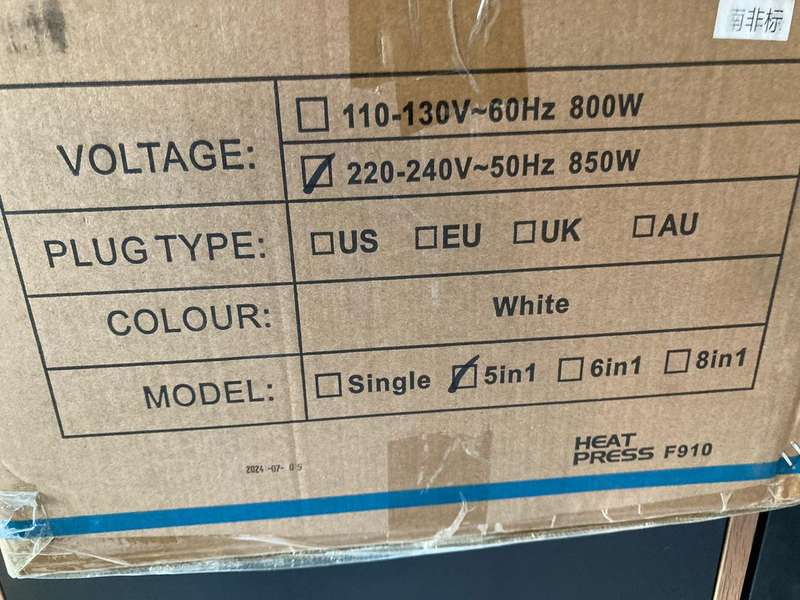 南非标
VOLTAGE:
110-130V~60Hz 800W
220-240V~50Hz 850W
PLUG TYPE: US EU UK AU
COLOUR: White
MODEL: Single 5in1 6in1 8in1
HEAT
PRESS F910
2024-07-05